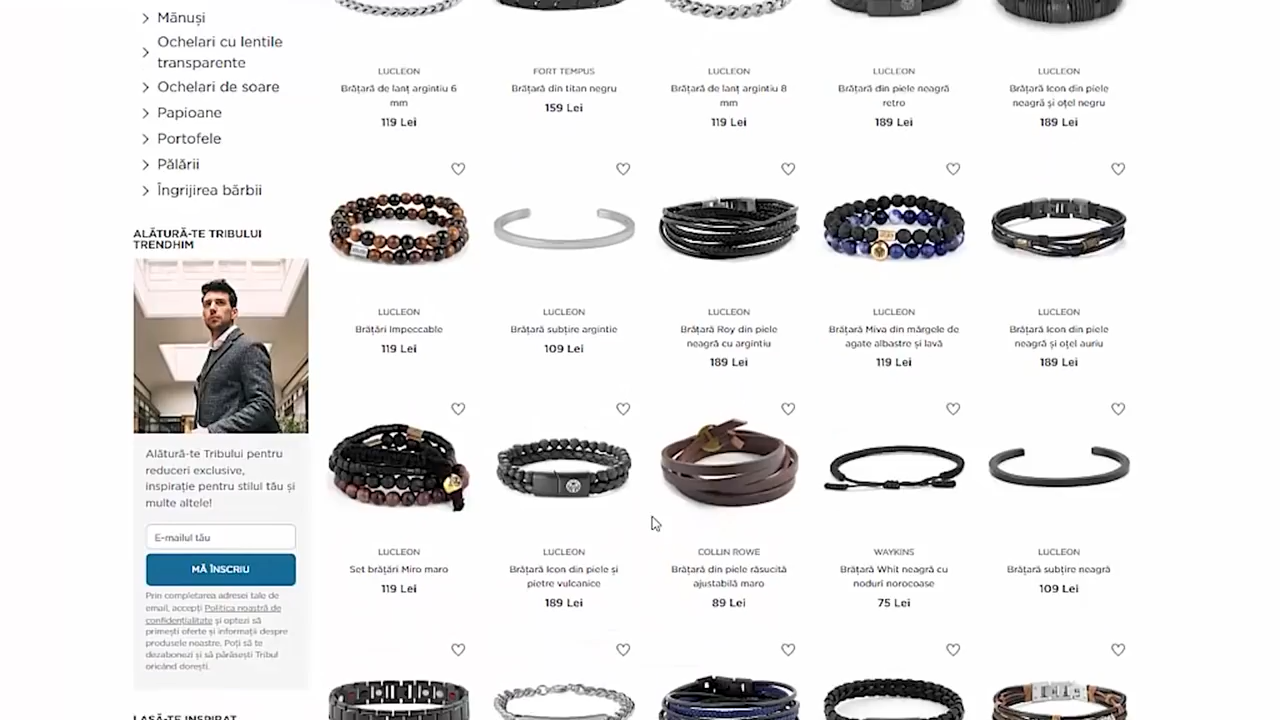 Mănuși
Ochelari cu lentile
transparente
Ochelari de soare
Papioane
Portofele
Pălării
Îngrijirea bărbii
ALĂTURĂ-TE TRIBULUI
TRENDHIM
Alătură-te Tribului pentru
reduceri exclusive,
inspirație pentru stilul tău și
multe altele!
E-mailul tău
MĂ ÎNSCRIU
Prin completarea adresei tale de
email, accepți Politica noastră de
confidențialitate și optezi să
primești oferte și informații despre
produsele noastre. Poți să te
dezabonezi și să părăsești Tribul
oricând dorești.
LASĂ-TE INSPIRAT
LUCLEON
Brățară de lanț argintiu 6
mm
119 Lei
FORT TEMPUS
Brățară din titan negru
159 Lei
LUCLEON
Brățară de lanț argintiu 8
mm
119 Lei
LUCLEON
Brățară din piele neagră
retro
189 Lei
LUCLEON
Brățară Icon din piele
neagră și oțel negru
189 Lei
LUCLEON
Brățări Impeccable
119 Lei
LUCLEON
Brățară subțire argintie
109 Lei
LUCLEON
Brățară Roy din piele
neagră cu argintiu
189 Lei
LUCLEON
Brățară Miva din mărgele de
agate albastre și lavă
119 Lei
LUCLEON
Brățară Icon din piele
neagră și oțel auriu
189 Lei
LUCLEON
Set brățări Miro maro
119 Lei
LUCLEON
Brățară Icon din piele și
pietre vulcanice
189 Lei
COLLIN ROWE
Brățară din piele răsucită
ajustabilă maro
89 Lei
WAYKINS
Brățară Whit neagră cu
noduri norocoase
75 Lei
LUCLEON
Brățară subțire neagră
109 Lei